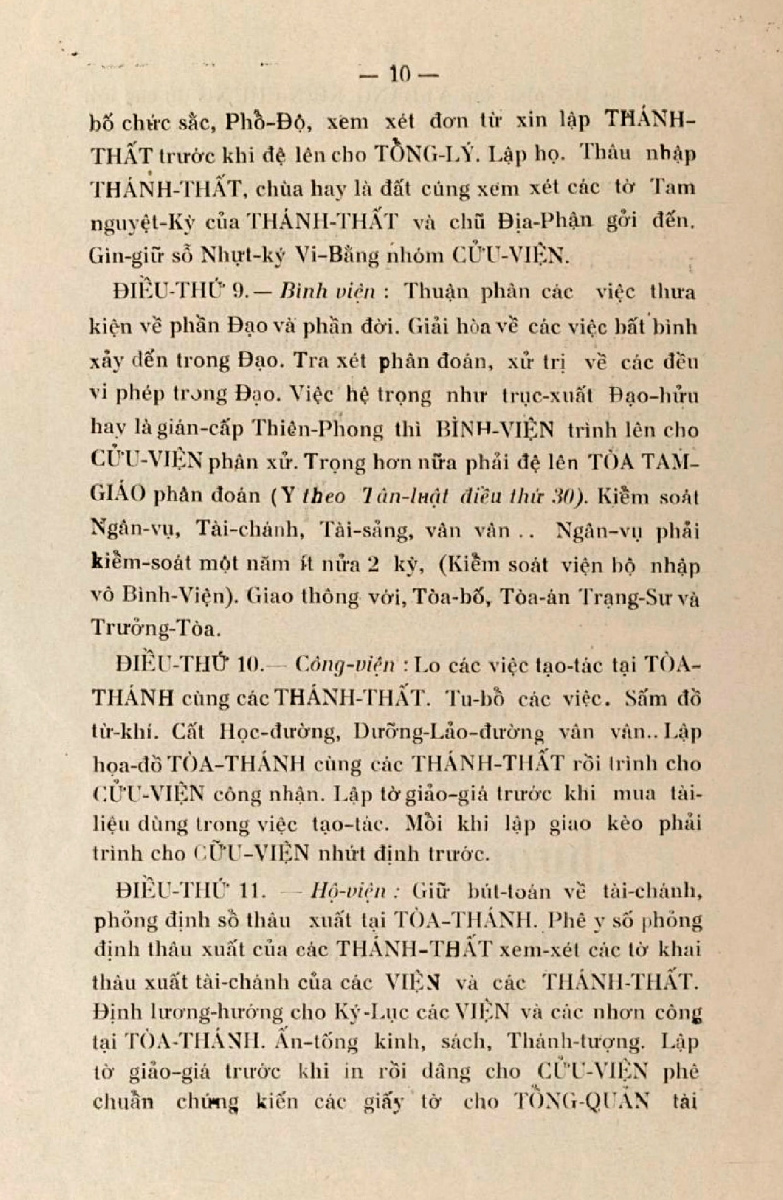 — 10 —
bố chức sắc, Phổ-Độ, xem xét đơn từ xin lập THÁNH-
THẤT trước khi đệ lên cho TỔNG-LÝ. Lập họ. Thâu nhập
THÁNH-THẤT, chùa hay là đất cúng xem xét các tờ Tam
nguyệt-Kỳ của THÁNH-THẤT và chũ Địa-Phận gởi đến.
Gìn-giữ sổ Nhựt-ký Vi-Bằng nhóm CỬU-VIỆN.
ĐIỀU-THỨ 9.— Bình viện : Thuận phân các việc thưa
kiện về phần Đạo và phần đời. Giải hòa về các việc bất bình
xảy đến trong Đạo. Tra xét phân đoán, xử trị về các đều
vi phép trong Đạo. Việc hệ trọng như trục-xuất Đạo-hửu
hay là gián-cấp Thiên-Phong thì BÌNH-VIỆN trình lên cho
CỬU-VIỆN phân xử. Trọng hơn nữa phải đệ lên TÒA TAM-
GIÁO phân đoán (Y theo Tân-luật điều thứ 30). Kiểm soát
Ngân-vụ, Tài-chánh, Tài-sảng, vân vân .. Ngân-vụ phải
kiểm-soát một năm ít nửa 2 kỳ, (Kiểm soát viện bộ nhập
vô Bình-Viện). Giao thông với, Tòa-bố, Tòa-án Trạng-Sư và
Trưởng-Tòa.
ĐIỀU-THỨ 10.— Công-viện : Lo các việc tạo-tác tại TÒA-
THÁNH cùng các THÁNH-THẤT. Tu-bổ các việc. Sấm đồ
từ-khí. Cất Học-đường, Dưỡng-Lảo-đường vân vân.. Lập
họa-đồ TÒA-THÁNH cùng các THÁNH-THẤT rồi trình cho
CỬU-VIỆN công nhận. Lập tờ giảo-giá trước khi mua tài-
liệu dùng trong việc tạo-tác. Mỗi khi lập giao kèo phải
trình cho CỮU-VIỆN nhứt định trước.
ĐIỀU-THỨ 11. — Hộ-viện : Giữ bút-toán về tài-chánh,
phỏng định sồ thâu xuất tại TÒA-THÁNH. Phê y số phỏng
định thâu xuất của các THÁNH-THẤT xem-xét các tờ khai
thâu xuất tài-chánh của các VIỆN và các THÁNH-THẤT.
Định lương-hướng cho Ký-Lục các VIỆN và các nhơn công
tại TÒA-THÁNH. Ấn-tống kinh, sách, Thánh-tượng. Lập
tờ giảo-giá trước khi in rồi dâng cho CỬU-VIỆN phê
chuẩn chứng kiến các giấy tờ cho TỔNG-QUẢN tài